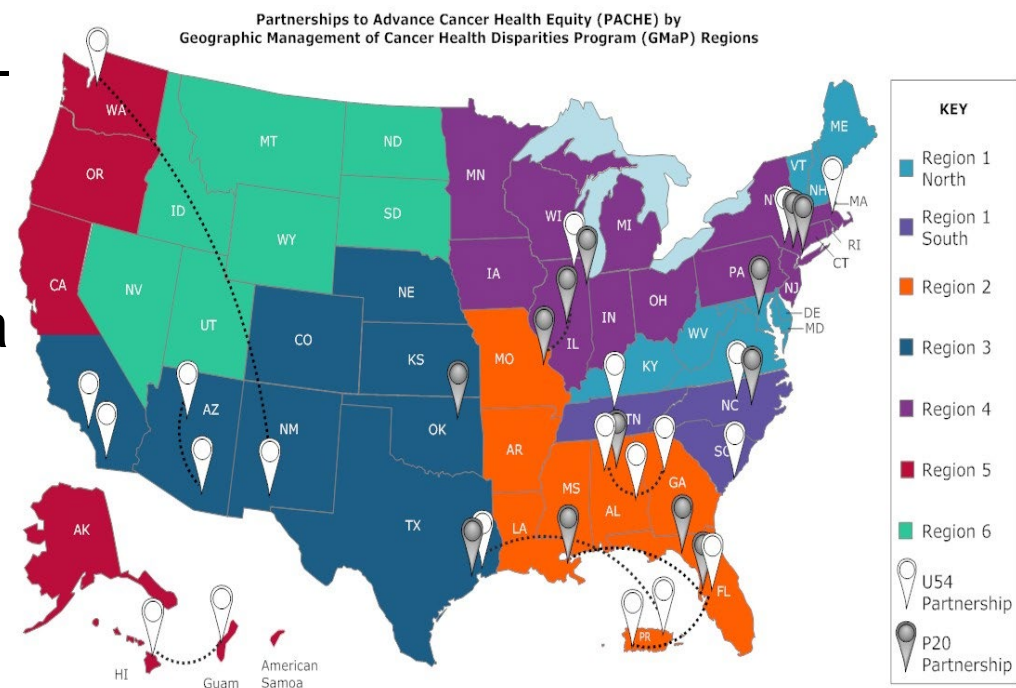 Partnerships to Advance Cancer Health Equity (PACHE) by
Geographic Management of Cancer Health Disparities Program (GMaP) Regions
WA
OR
CA
MT
ID
WY
NV
UT
ND
SD
NE
CO
KS
AZ
NM
OK
TX
MN
IA
WI
MI
IL
IN
OH
PA
NJ
ME
VT
NH
MA
RI
CT
DE
MD
WV
KY
MO
AR
LA
MS
AL
GA
FL
TN
NC
PR
AK
HI
Guam
American
Samoa
KEY
Region 1
North
Region 1
South
Region 2
Region 3
Region 4
Region 5
Region 6
U54
Partnership
P20
Partnership
a